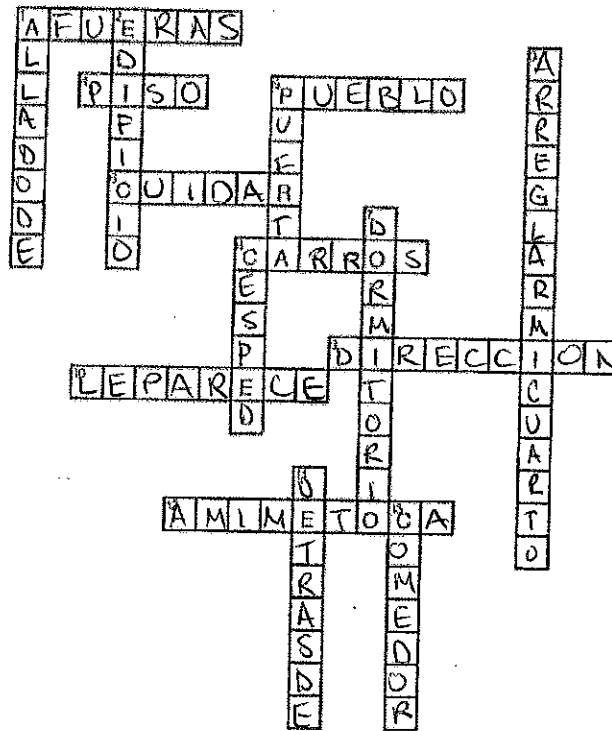 AFUERAS
ALLADODE
EDIFICIO
ARREGLARMICUARTO
PISO
PUEBLO
PUERTA
CUIDAR
DORMITORIO
CARROS
CESPED
DIRECCION
LEPARECE
DETRASDE
AMIMETOCA
COMEDOR